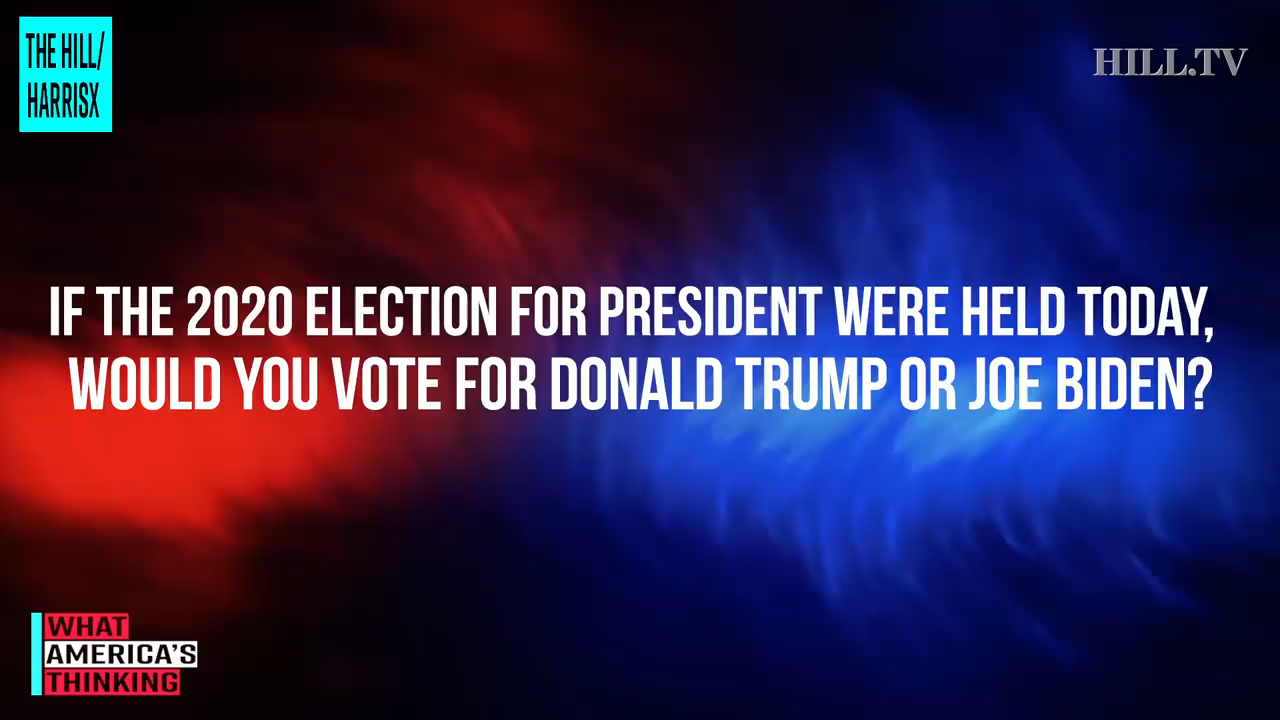 THE HILL/
HARRISX
HILL.TV
IF THE 2020 ELECTION FOR PRESIDENT WERE HELD TODAY,
WOULD YOU VOTE FOR DONALD TRUMP OR JOE BIDEN?
WHAT
AMERICA'S
THINKING